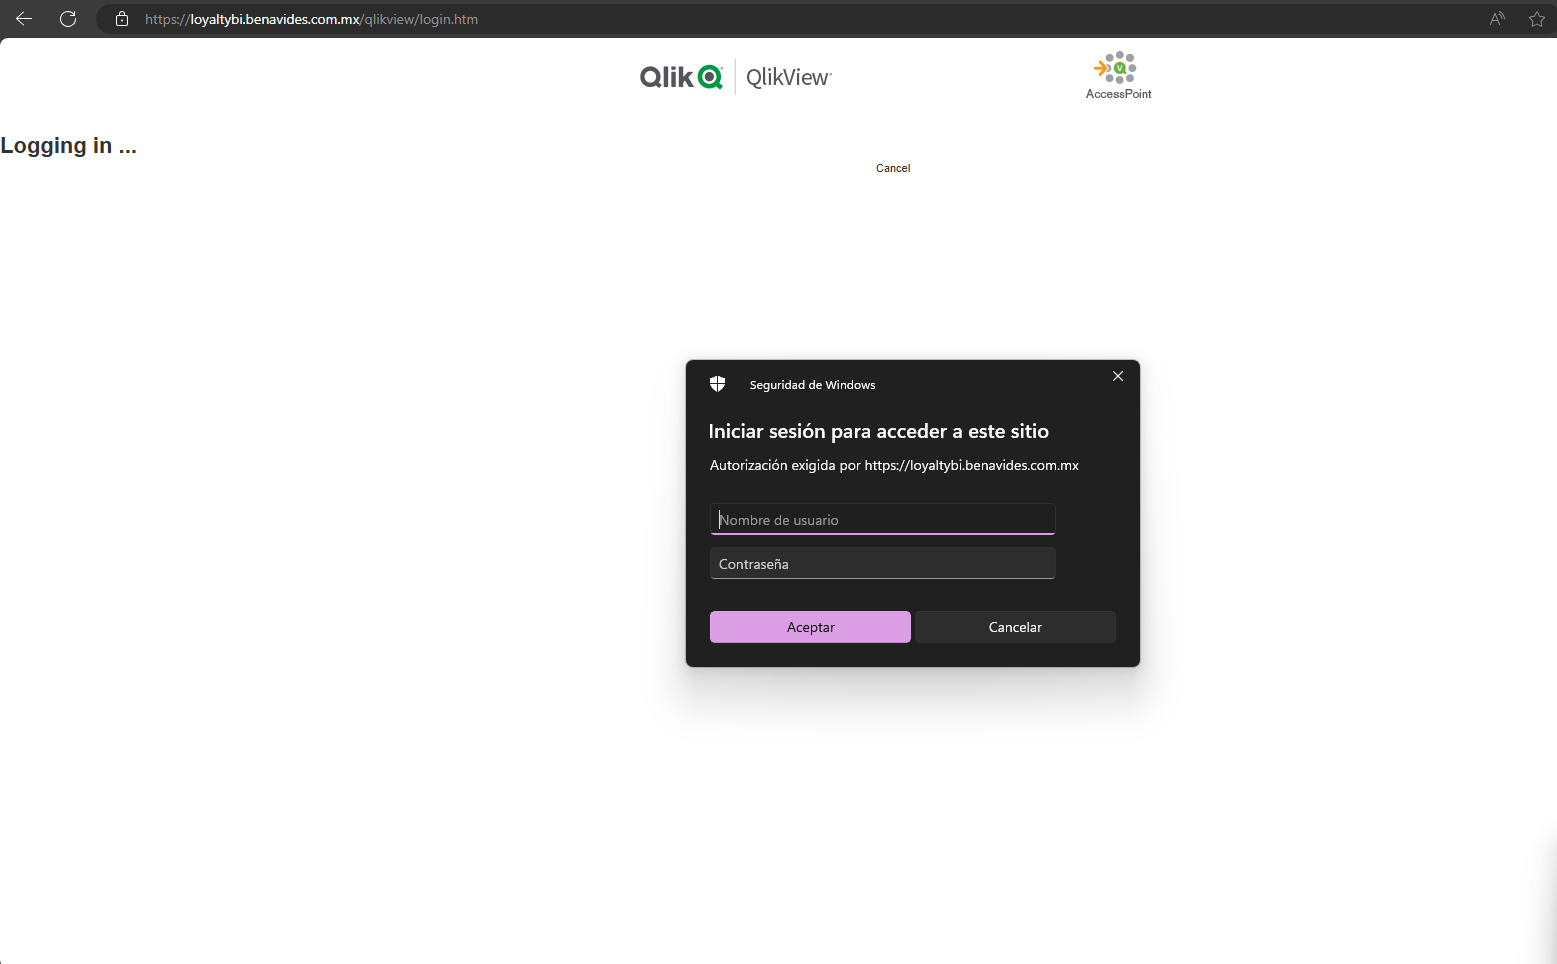 https://loyaltybi.benavides.com.mx/qlikview/login.htm
Qlik QlikView
AccessPoint
Logging in ...
Cancel
Seguridad de Windows
Iniciar sesión para acceder a este sitio
Autorización exigida por https://loyaltybi.benavides.com.mx
Nombre de usuario
Contraseña
Aceptar Cancelar